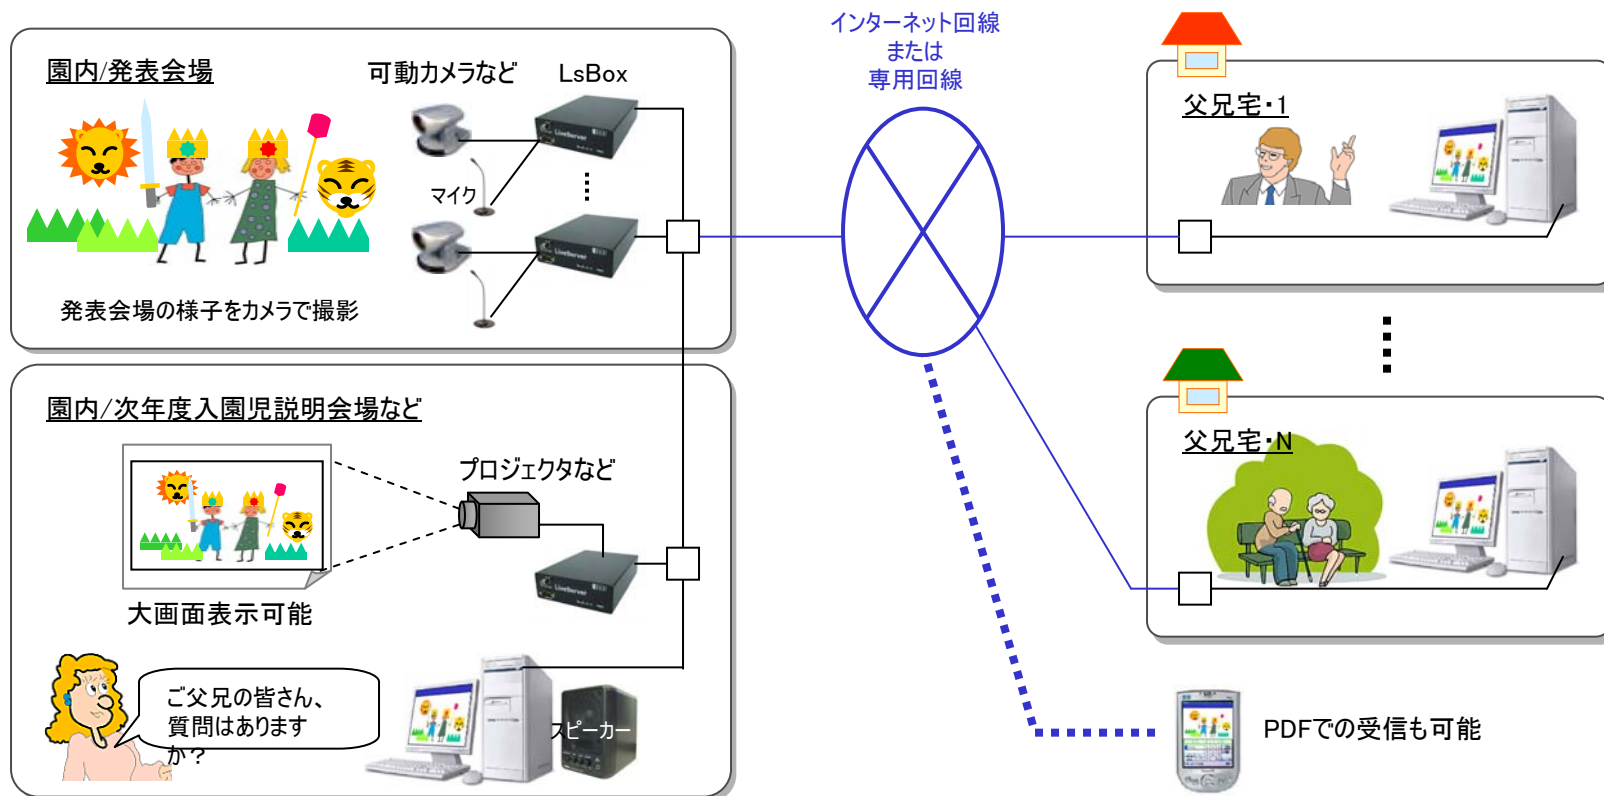 インターネット回線
または
専用回線
園内/発表会場
可動カメラなど
LsBox
LiveServer
マイク
LiveServer
発表会場の様子をカメラで撮影
園内/次年度入園児説明会場など
プロジェクタなど
LiveServer
大画面表示可能
ご父兄の皆さん、
質問はあります
か?
スピーカー
父兄宅・1
父兄宅・N
PDFでの受信も可能